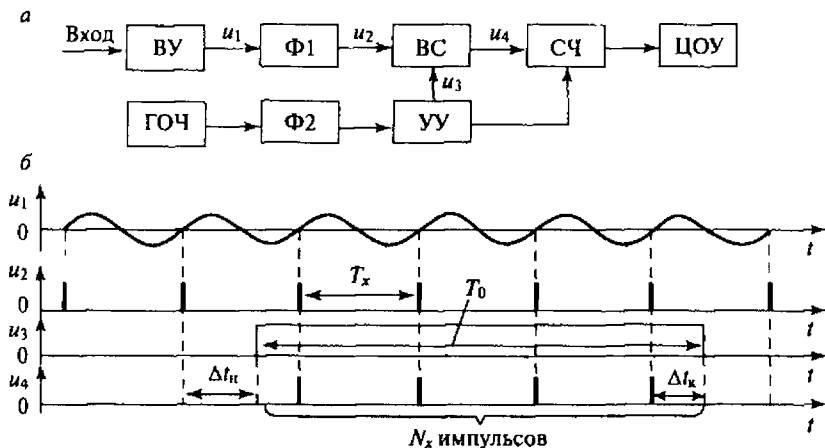 а
Вход ВУ u₁ Ф1 u₂ ВС u₄ СЧ ЦОУ
u₃
ГОЧ Ф2 УУ
б
u₁
0
t
u₂
Tₓ
T₀
0
t
u₃
0
t
u₄
Δtн
Δtк
0
t
Nₓ импульсов